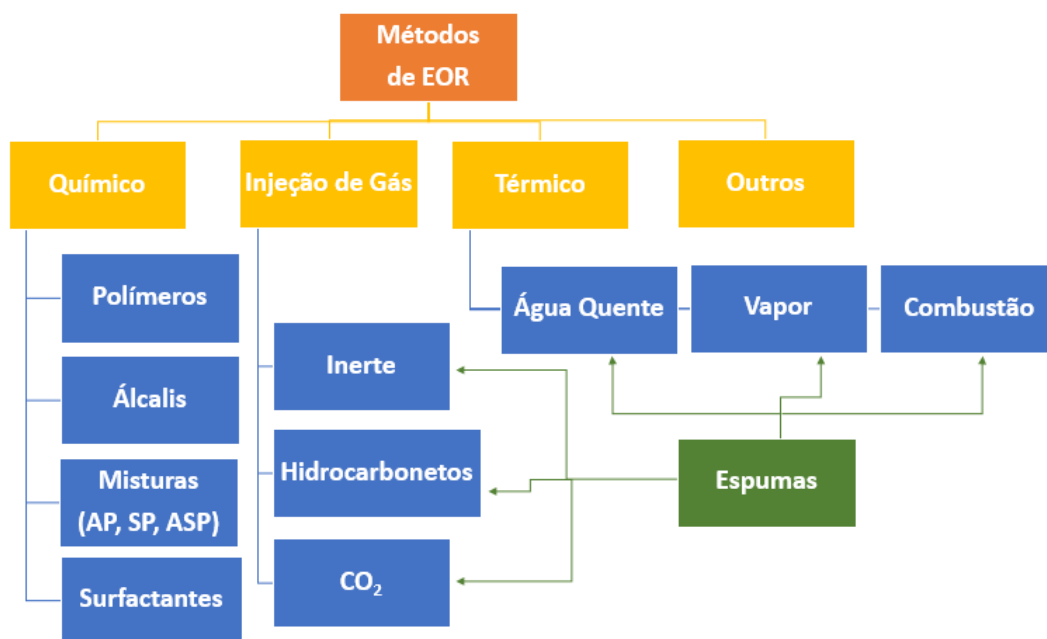 Métodos
de EOR
Químico
Injeção de Gás
Térmico
Outros
Polímeros
Álcalis
Misturas
(AP, SP, ASP)
Surfactantes
Inerte
Hidrocarbonetos
CO₂
Água Quente
Vapor
Combustão
Espumas